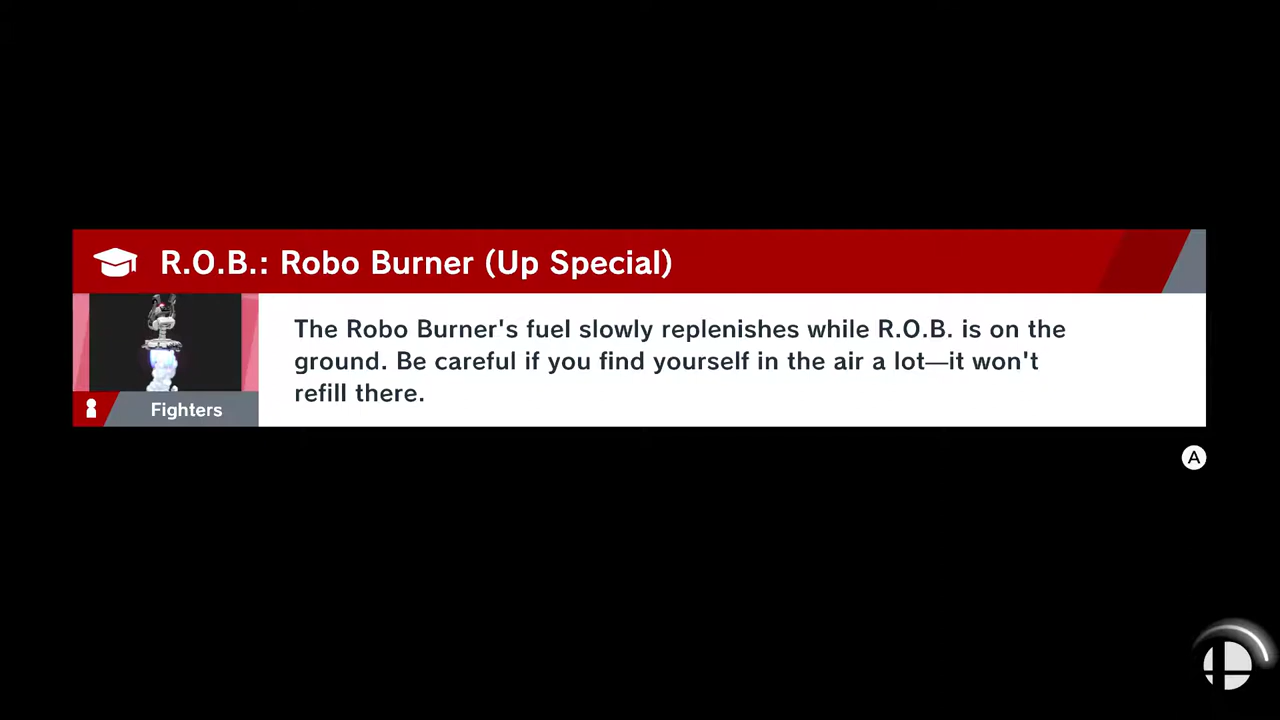 R.O.B.: Robo Burner (Up Special)
The Robo Burner's fuel slowly replenishes while R.O.B. is on the
ground. Be careful if you find yourself in the air a lot—it won't
refill there.
Fighters
A